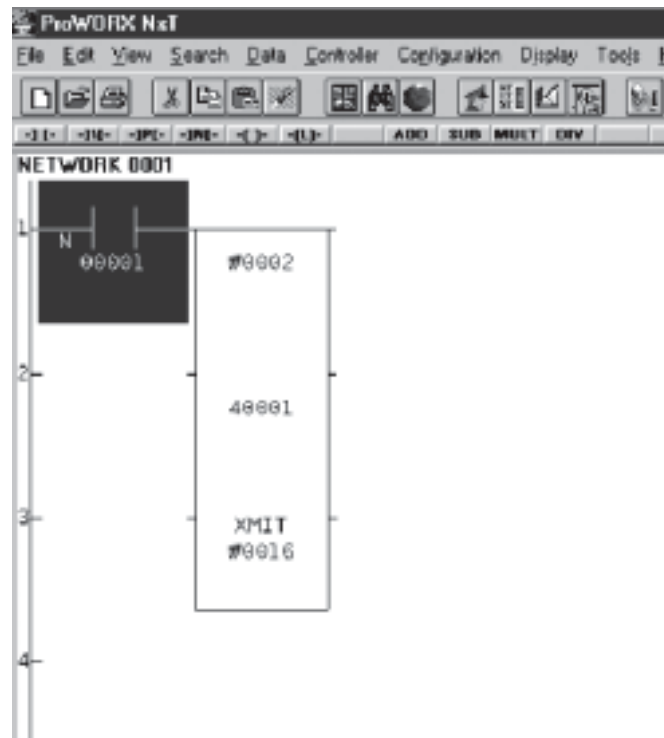 ProWORX NxT
File Edit View Search Data Controller Configuration Display Tools
-] [- -]\[- -]P[- -]N[- -( )- -(L)- ADD SUB MULT DIV
NETWORK 0001
1
N
00001
#0002
2
40001
3
XMIT
#0016
4